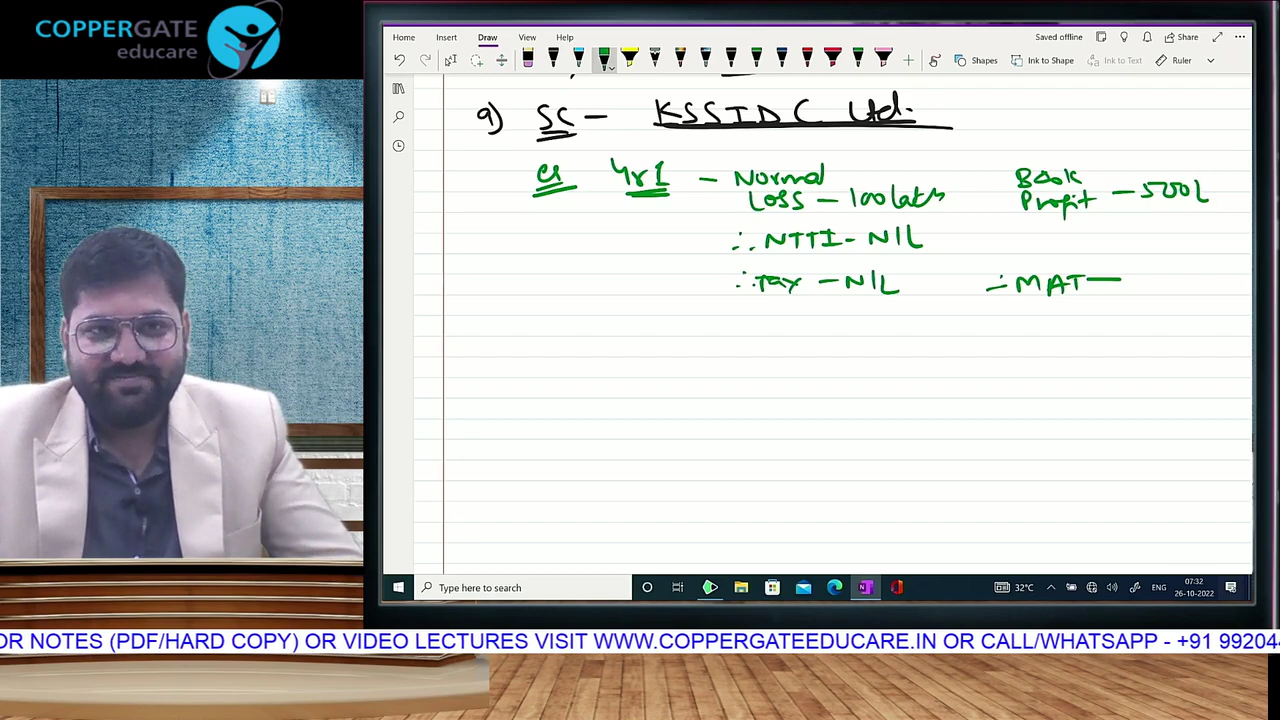 COPPERGATE
educare
Home Insert Draw View Help
Saved offline
Share
Shapes
Ink to Shape
Ink to Text
Ruler
9) SC - KSSIDC Ltd.
eg Yr 1 - Normal Loss - 100 lakhs
Book Profit - 500L
∴ NTTI - NIL
∴ Tax - NIL
∴ MAT -
Type here to search
32°C
ENG
07:32
26-10-2022
OR NOTES (PDF/HARD COPY) OR VIDEO LECTURES VISIT WWW.COPPERGATEEDUCARE.IN OR CALL/WHATSAPP - +91 99204